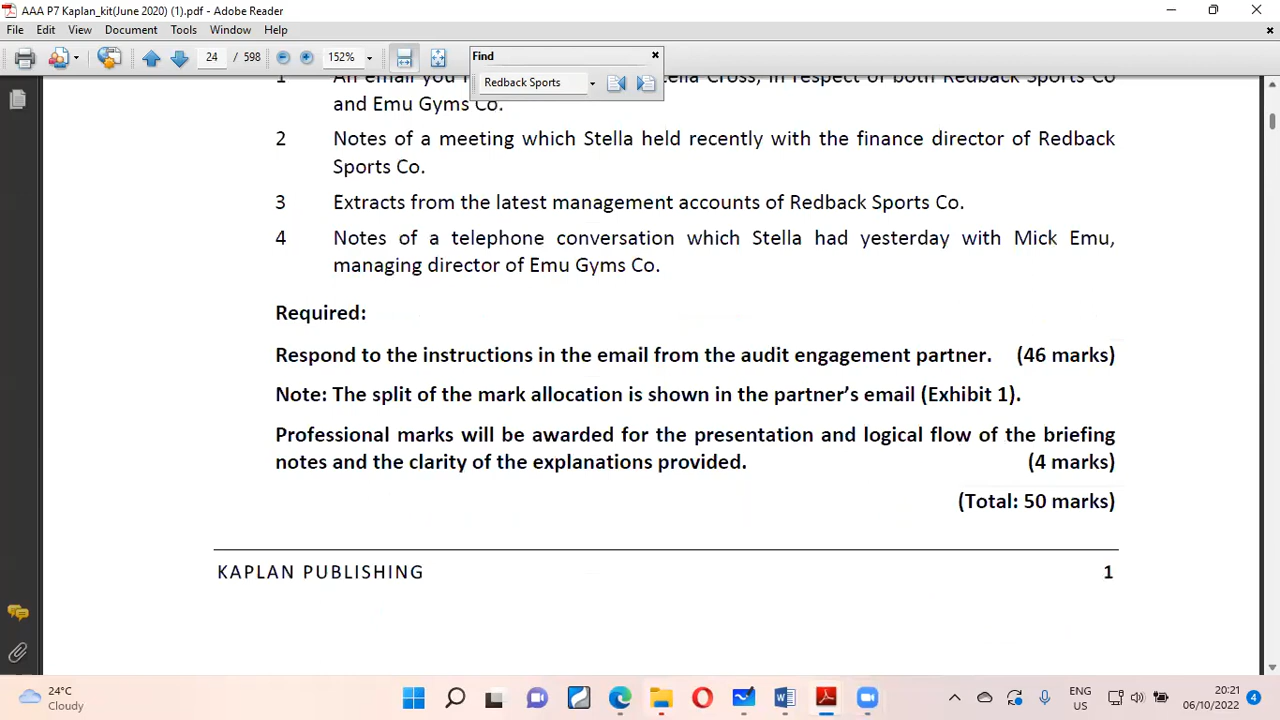 AAA P7 Kaplan_kit(June 2020) (1).pdf - Adobe Reader
File Edit View Document Tools Window Help
24 / 598 152% Find
Redback Sports
and Emu Gyms Co.
2 Notes of a meeting which Stella held recently with the finance director of Redback
Sports Co.
3 Extracts from the latest management accounts of Redback Sports Co.
4 Notes of a telephone conversation which Stella had yesterday with Mick Emu,
managing director of Emu Gyms Co.
Required:
Respond to the instructions in the email from the audit engagement partner. (46 marks)
Note: The split of the mark allocation is shown in the partner's email (Exhibit 1).
Professional marks will be awarded for the presentation and logical flow of the briefing
notes and the clarity of the explanations provided. (4 marks)
(Total: 50 marks)
KAPLAN PUBLISHING 1
24°C
Cloudy
ENG
US
20:21
06/10/2022
4